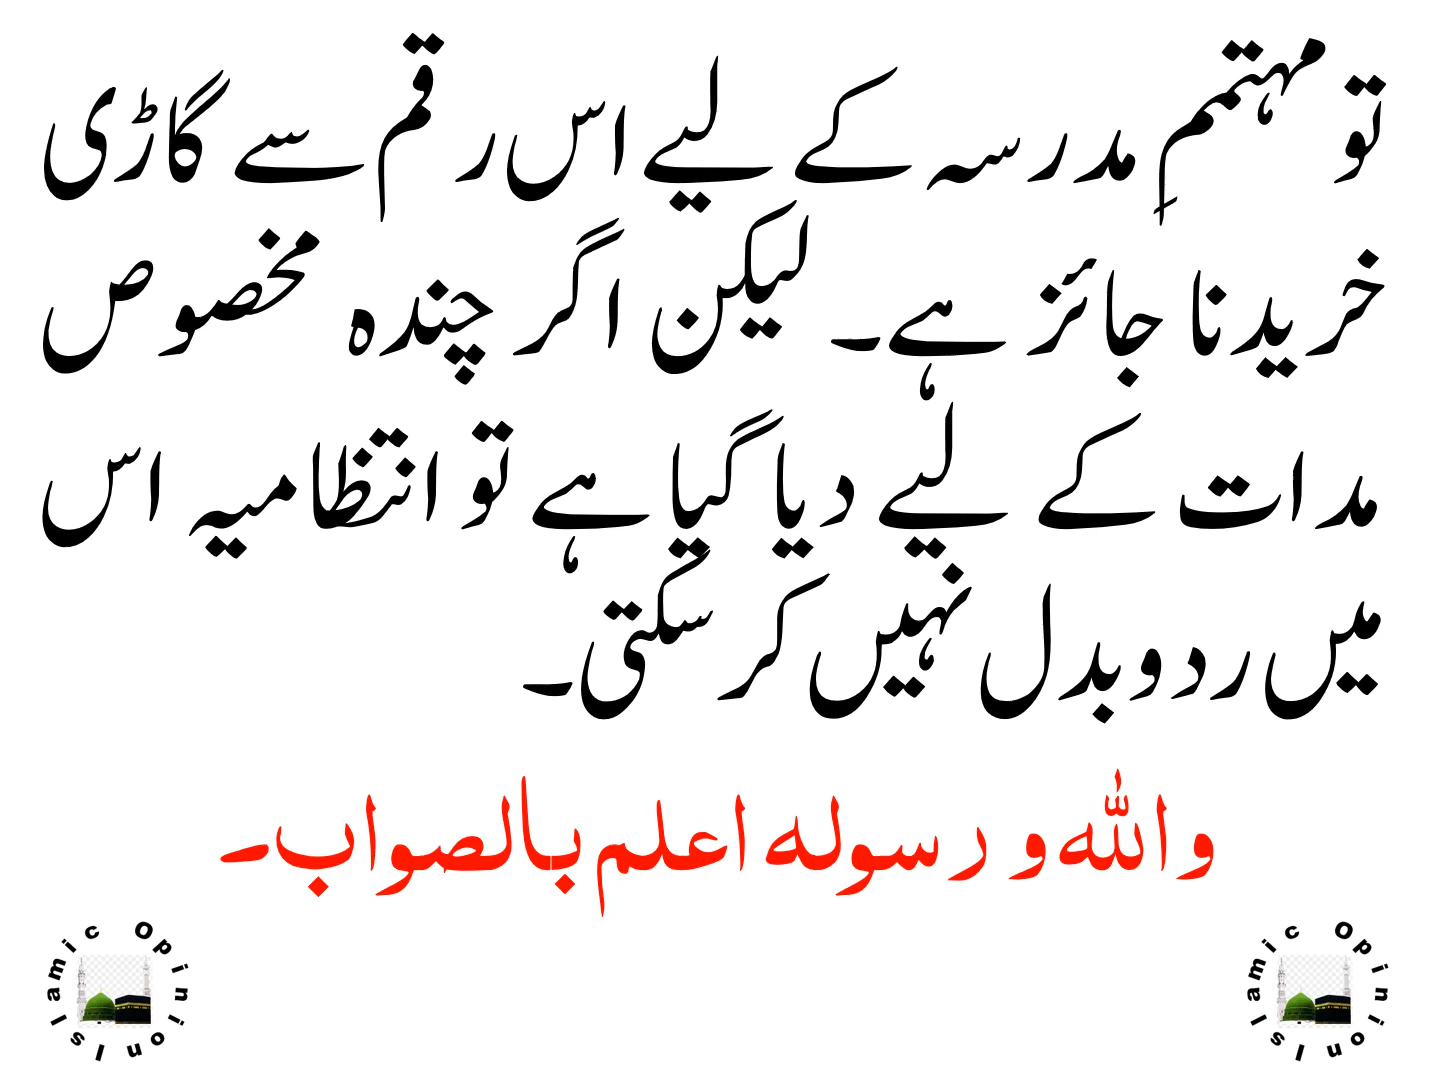 تو مہتممِ مدرسہ کے لیے اس رقم سے گاڑی
خریدنا جائز ہے۔ لیکن اگر چندہ مخصوص
مدات کے لیے دیا گیا ہے تو انتظامیہ اس
میں ردوبدل نہیں کر سکتی۔
واللہ و رسولہ اعلم بالصواب۔
Islamic Opinion
Islamic Opinion